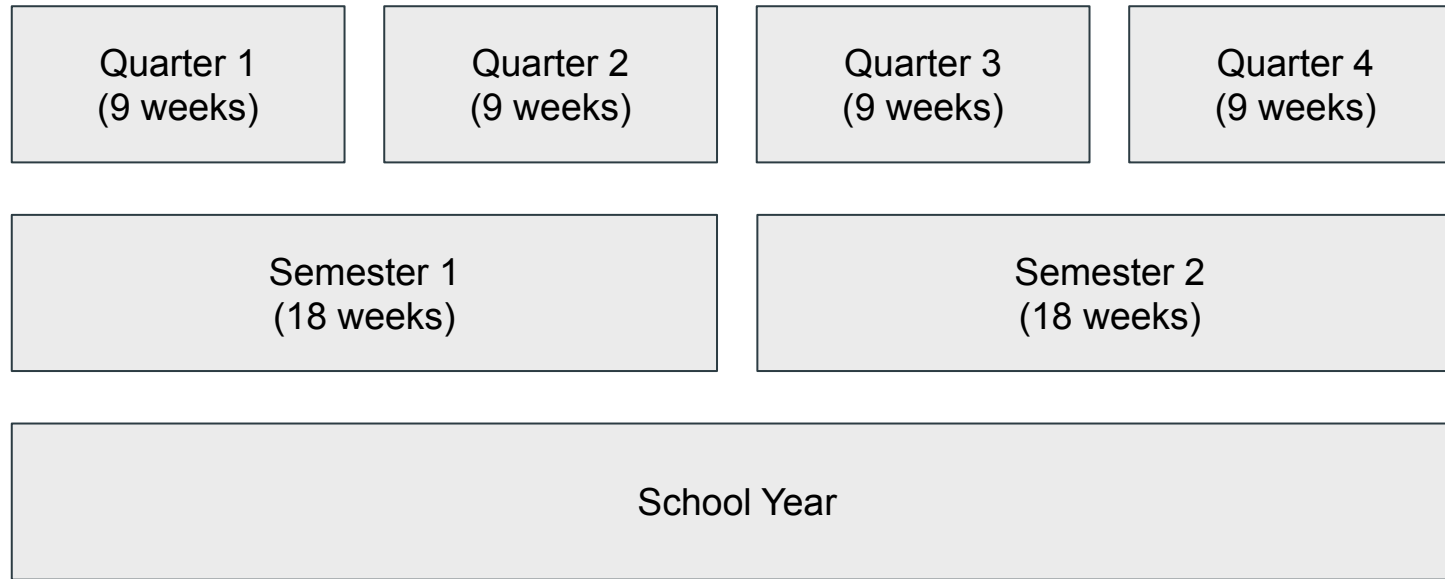 Quarter 1
(9 weeks)
Quarter 2
(9 weeks)
Quarter 3
(9 weeks)
Quarter 4
(9 weeks)
Semester 1
(18 weeks)
Semester 2
(18 weeks)
School Year